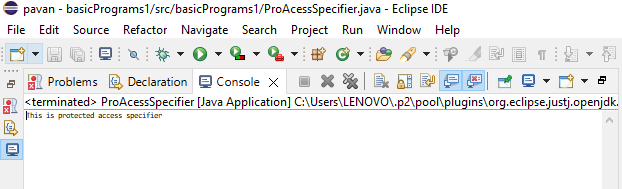 pavan - basicPrograms1/src/basicPrograms1/ProAcessSpecifier.java - Eclipse IDE
File Edit Source Refactor Navigate Search Project Run Window Help
Problems Declaration Console
<terminated> ProAcessSpecifier [Java Application] C:\Users\LENOVO\.p2\pool\plugins\org.eclipse.justj.openjdk.
This is protected access specifier